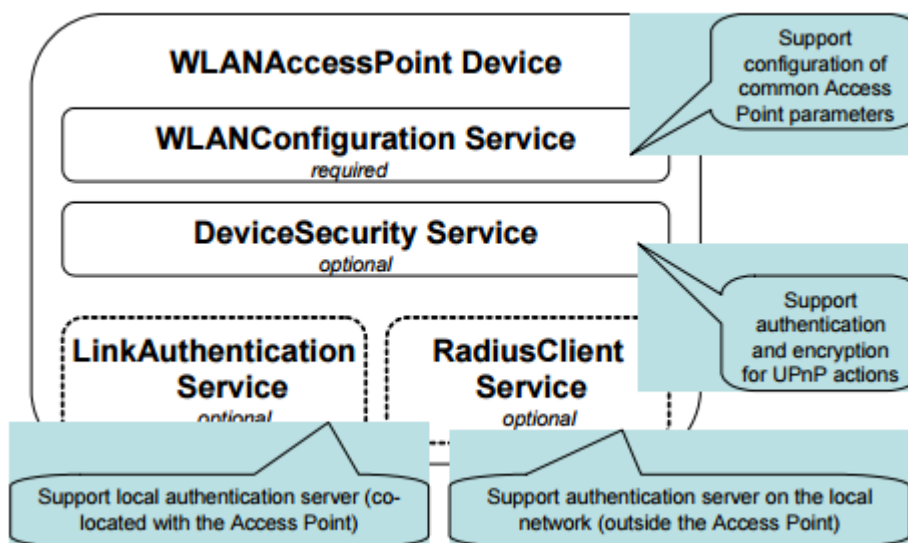 WLANAccessPoint Device
Support
configuration of
common Access
Point parameters
WLANConfiguration Service
required
DeviceSecurity Service
optional
Support
authentication
and encryption
for UPnP actions
LinkAuthentication
Service
optional
RadiusClient
Service
optional
Support local authentication server (co-
located with the Access Point)
Support authentication server on the local
network (outside the Access Point)